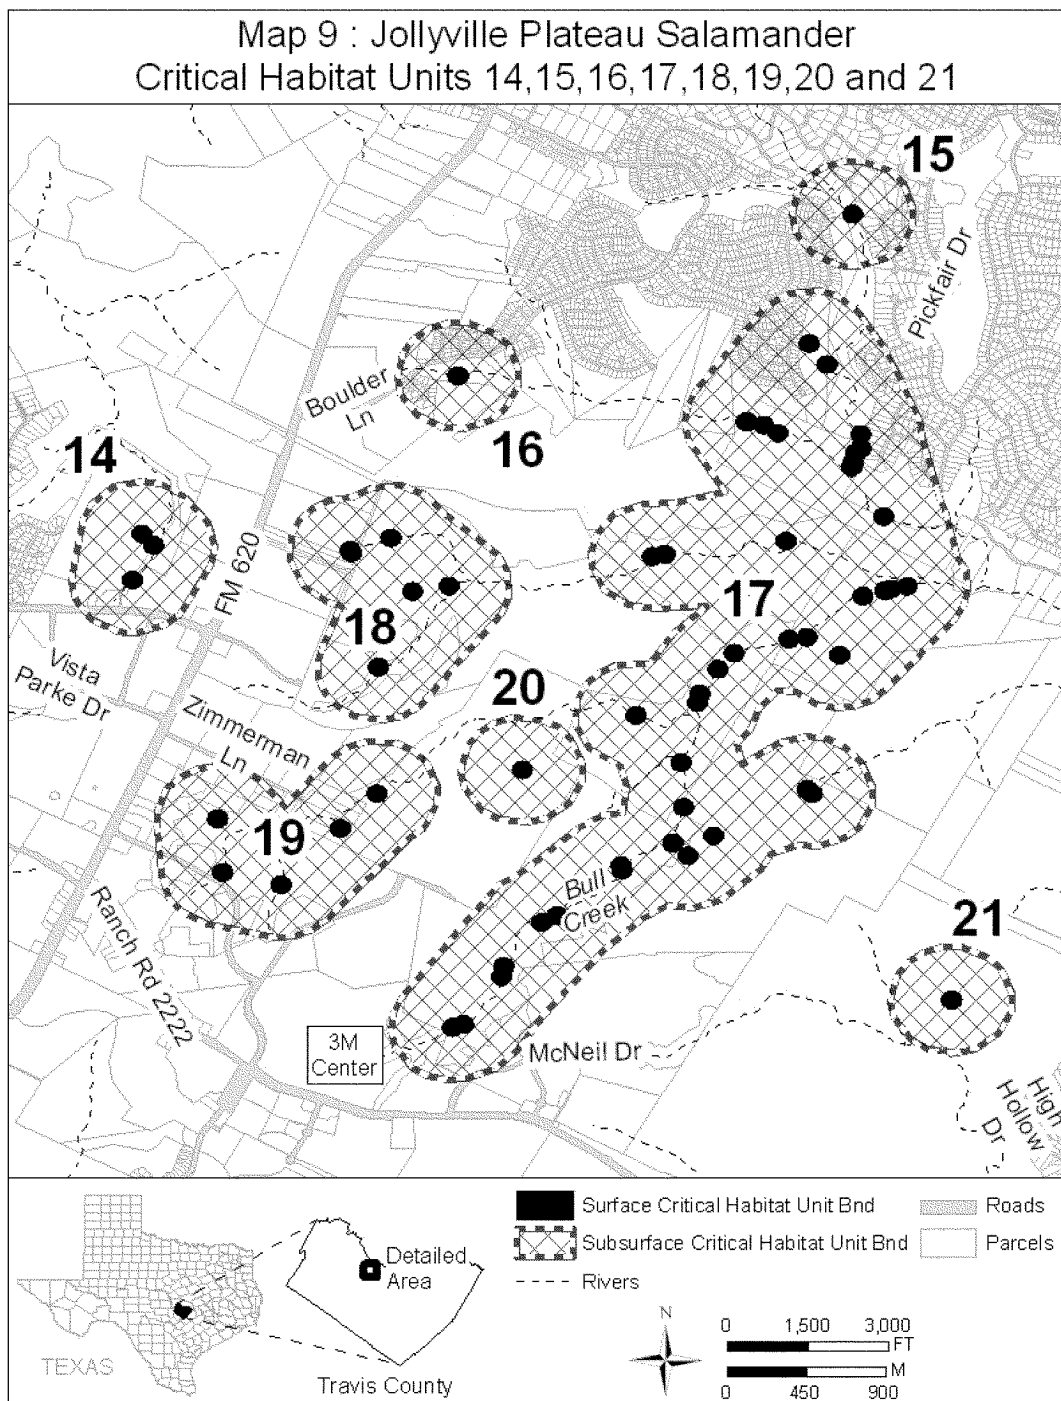 Map 9 : Jollyville Plateau Salamander
Critical Habitat Units 14,15,16,17,18,19,20 and 21
15
Pickfair Dr
Boulder
Ln
16
14
FM 620
18
17
Vista
Parke Dr
Zimmerman
Ln
20
19
Bull
Creek
21
Ranch Rd 2222
3M
Center
McNeil Dr
High
Hollow
Dr
Surface Critical Habitat Unit Bnd
Roads
Subsurface Critical Habitat Unit Bnd
Parcels
Rivers
Detailed
Area
TEXAS
Travis County
N
0 1,500 3,000
FT
M
0 450 900